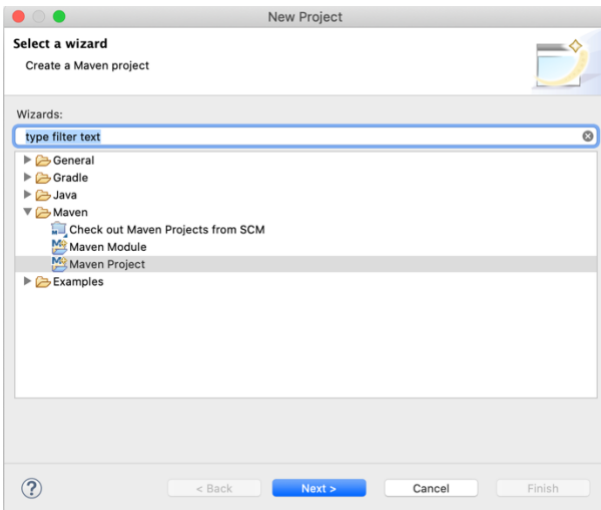 New Project
Select a wizard
Create a Maven project
Wizards:
type filter text
General
Gradle
Java
Maven
Check out Maven Projects from SCM
Maven Module
Maven Project
Examples
? < Back Next > Cancel Finish